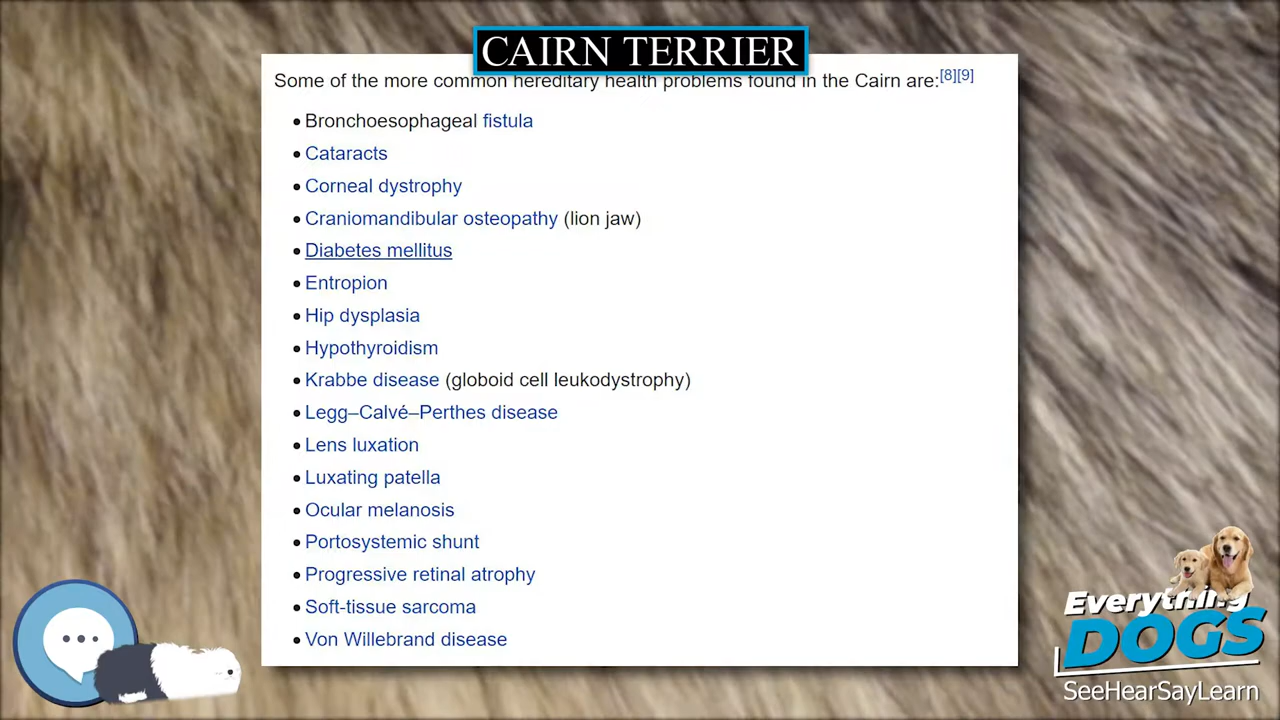 CAIRN TERRIER
Some of the more common hereditary health problems found in the Cairn are:[8][9]
• Bronchoesophageal fistula
• Cataracts
• Corneal dystrophy
• Craniomandibular osteopathy (lion jaw)
• Diabetes mellitus
• Entropion
• Hip dysplasia
• Hypothyroidism
• Krabbe disease (globoid cell leukodystrophy)
• Legg–Calvé–Perthes disease
• Lens luxation
• Luxating patella
• Ocular melanosis
• Portosystemic shunt
• Progressive retinal atrophy
• Soft-tissue sarcoma
• Von Willebrand disease
Everything
DOGS
SeeHearSayLearn